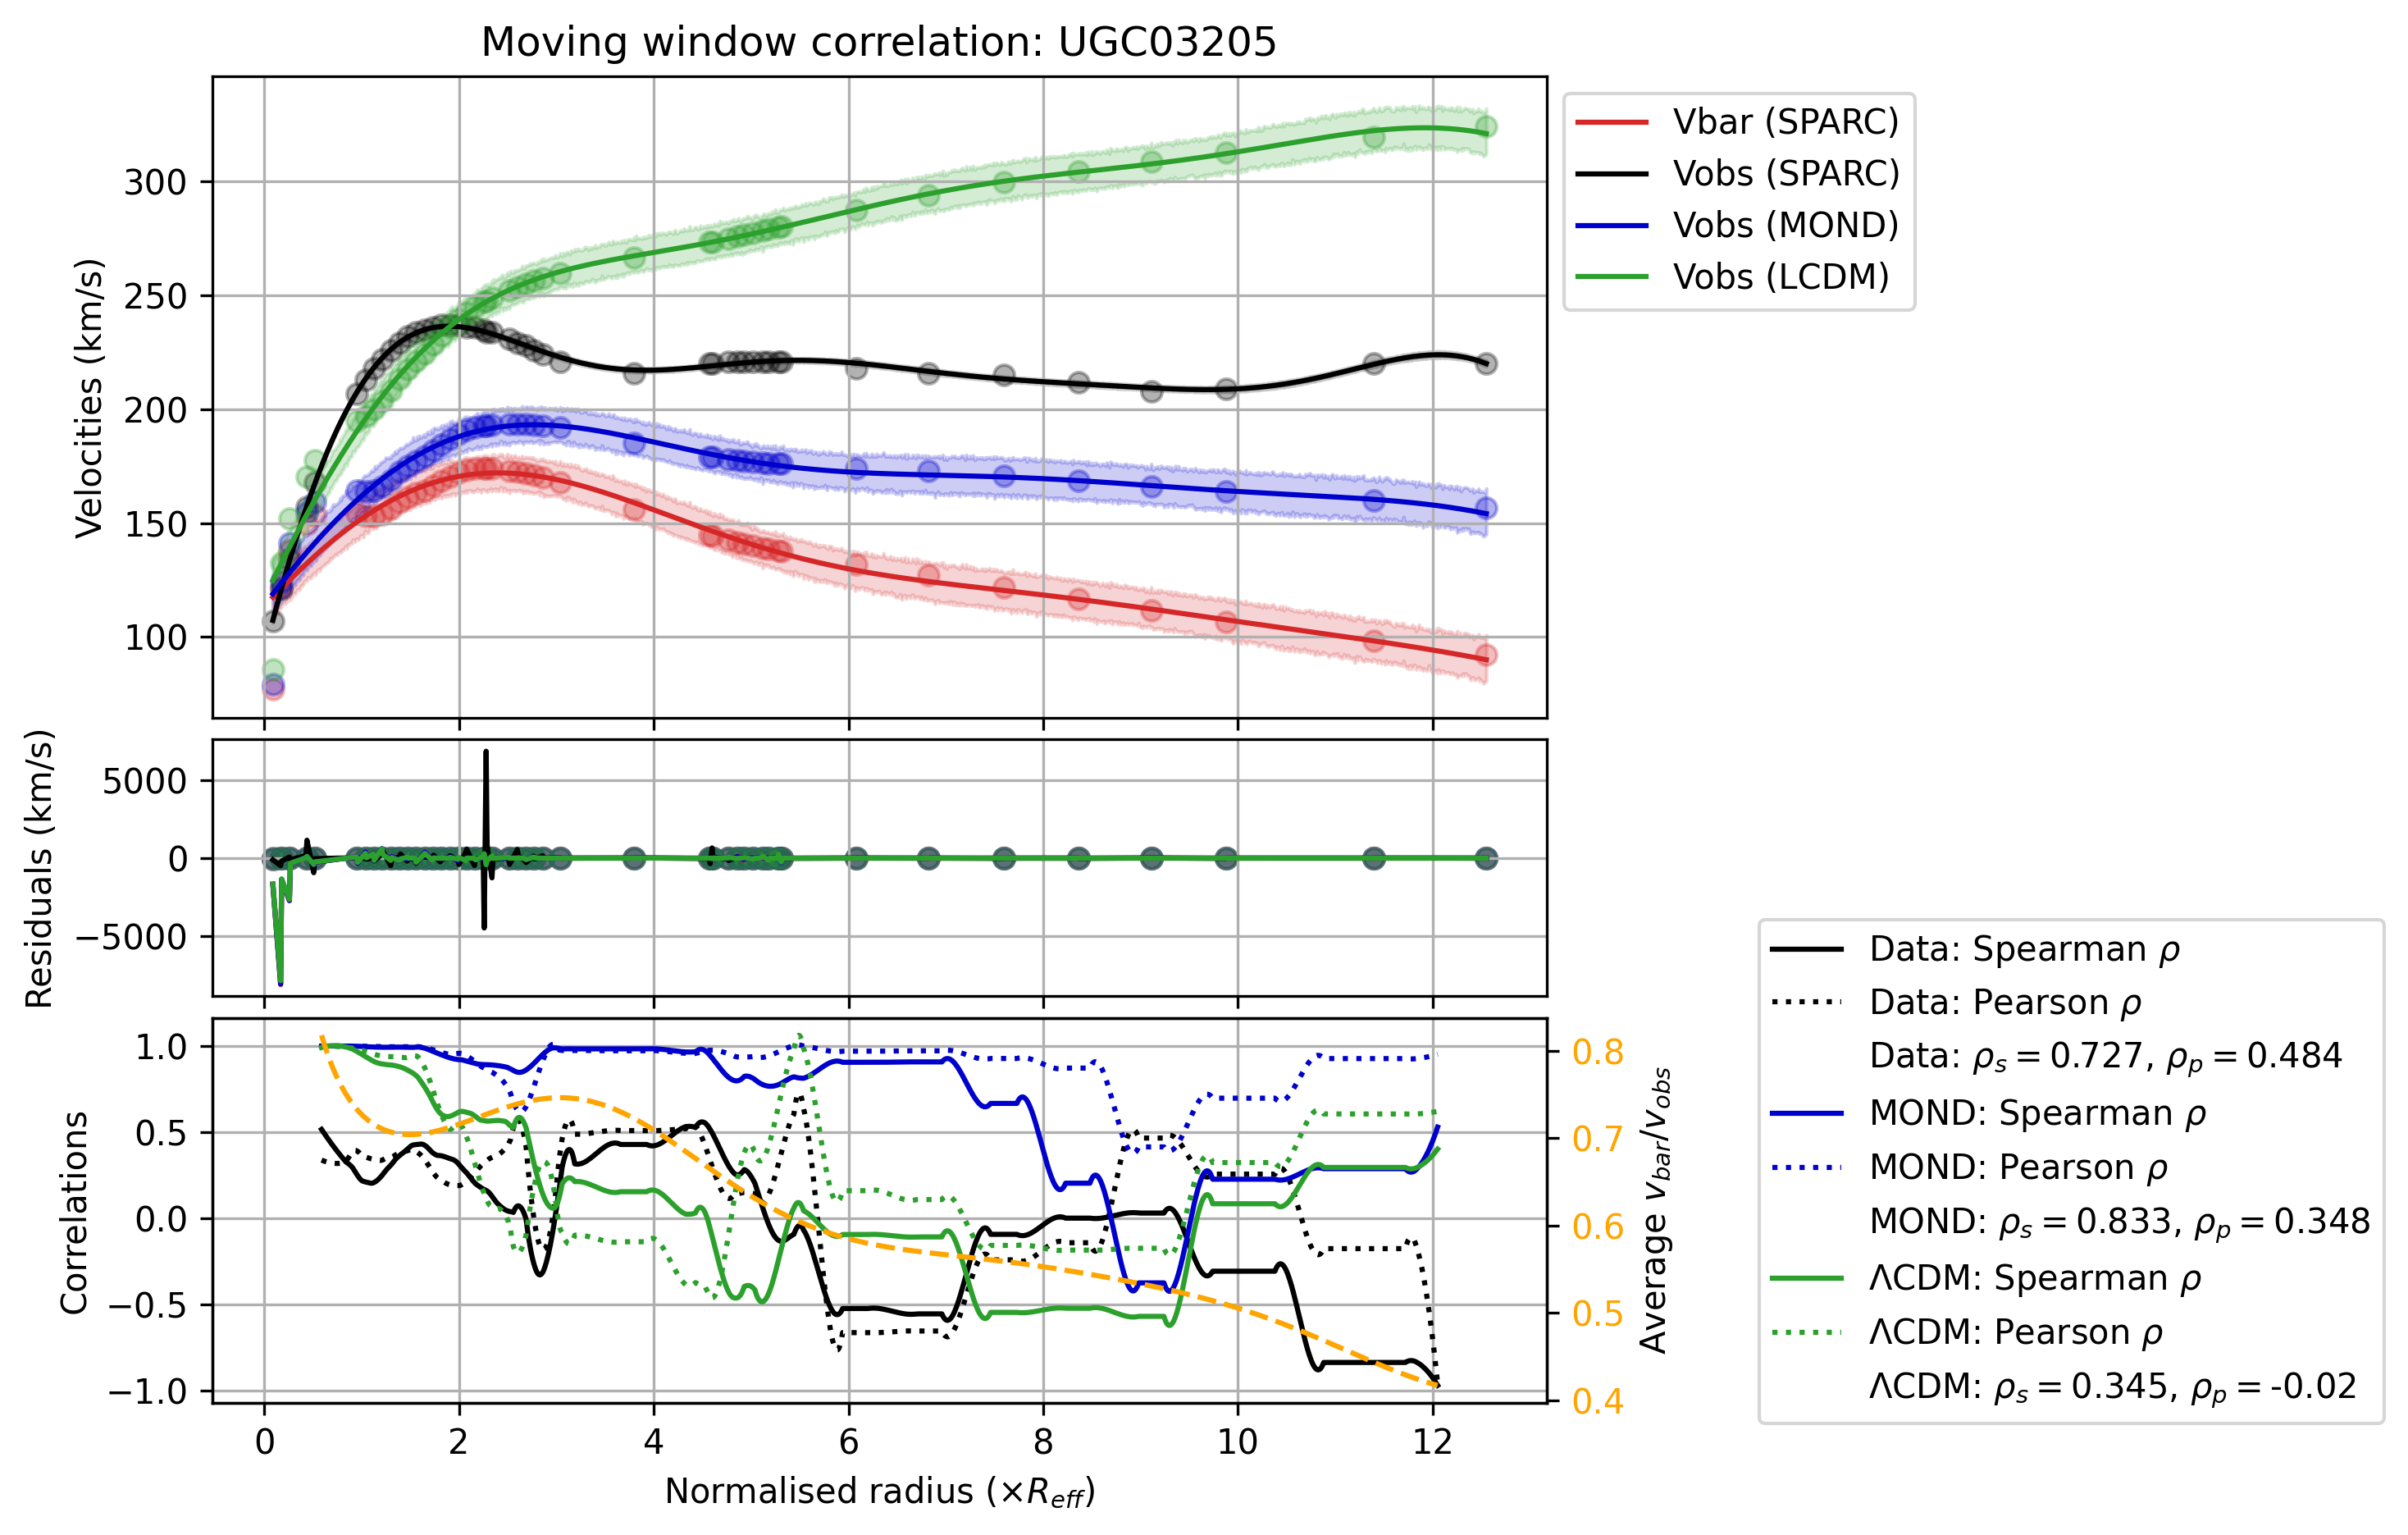 Moving window correlation: UGC03205
Velocities (km/s)
300
250
200
150
100
Vbar (SPARC)
Vobs (SPARC)
Vobs (MOND)
Vobs (LCDM)
Residuals (km/s)
5000
0
−5000
Correlations
1.0
0.5
0.0
−0.5
−1.0
0.8
0.7
0.6
0.5
0.4
Average v_bar/v_obs
0 2 4 6 8 10 12
Normalised radius (×R_eff)
Data: Spearman ρ
Data: Pearson ρ
Data: ρ_s = 0.727, ρ_p = 0.484
MOND: Spearman ρ
MOND: Pearson ρ
MOND: ρ_s = 0.833, ρ_p = 0.348
ΛCDM: Spearman ρ
ΛCDM: Pearson ρ
ΛCDM: ρ_s = 0.345, ρ_p = -0.02